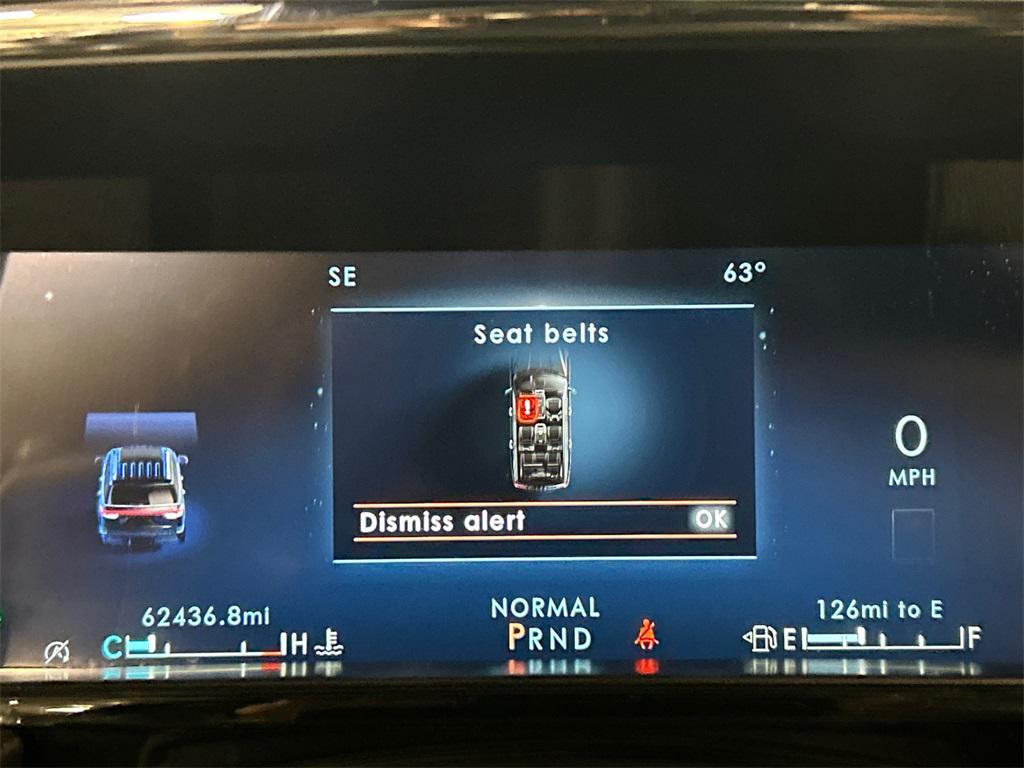 SE
63°
Seat belts
Dismiss alert OK
0
MPH
62436.8mi
C H
NORMAL
PRND
126mi to E
E F